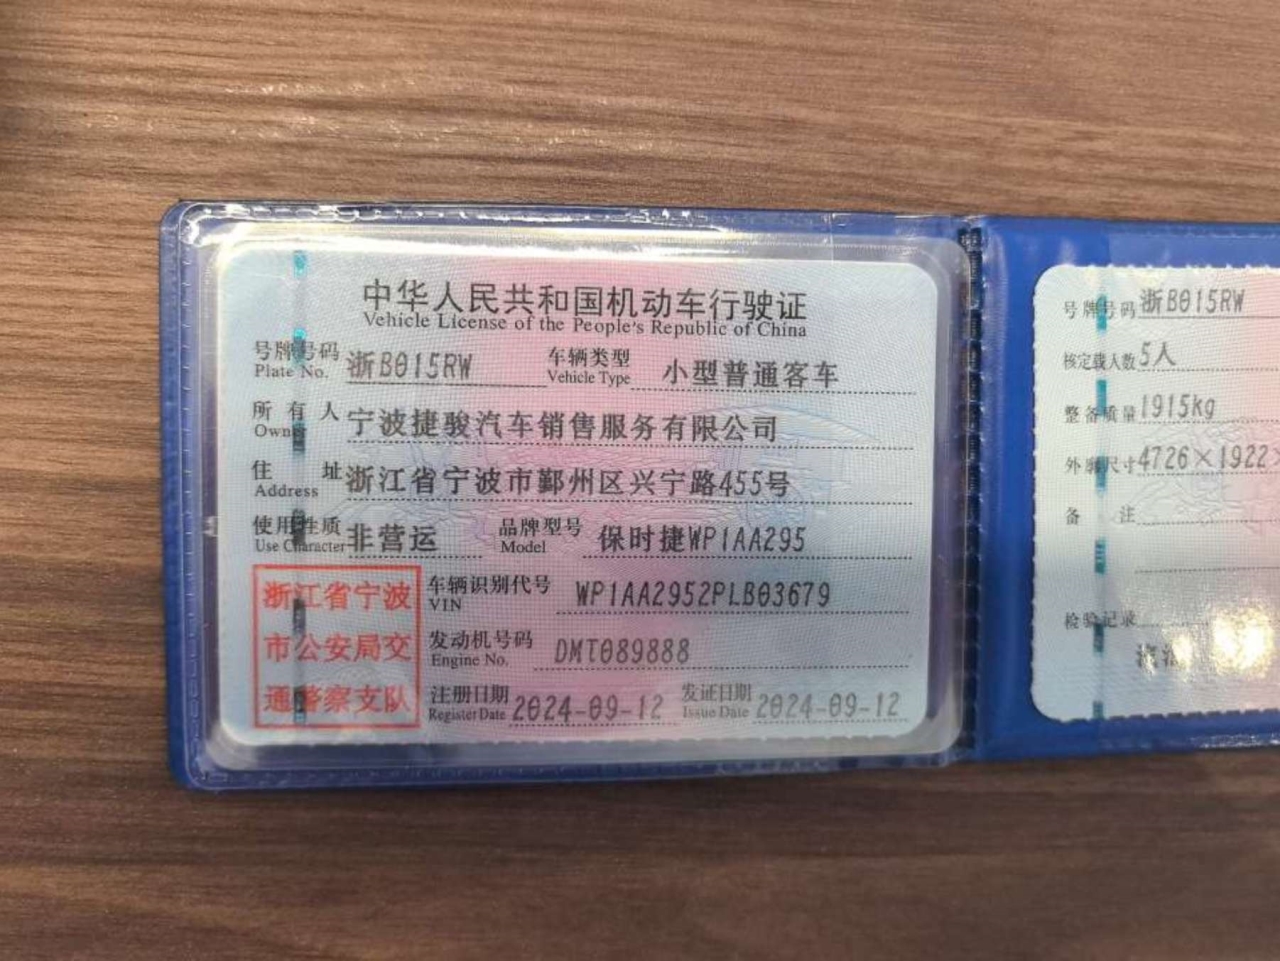 中华人民共和国机动车行驶证
Vehicle License of the People's Republic of China
号牌号码 浙B015RW 车辆类型 小型普通客车
Plate No. Vehicle Type
所有人 宁波捷骏汽车销售服务有限公司
Owner
住址 浙江省宁波市鄞州区兴宁路455号
Address
使用性质 非营运 品牌型号 保时捷WP1AA295
Use Character Model
浙江省宁波
市公安局交
通警察支队
车辆识别代号 WP1AA2952PLB03679
VIN
发动机号码 DMT089888
Engine No.
注册日期 2024-09-12 发证日期 2024-09-12
Register Date Issue Date
号牌号码 浙B015RW
核定载人数 5人
整备质量 1915kg
外廓尺寸 4726×1922×
备注
检验记录